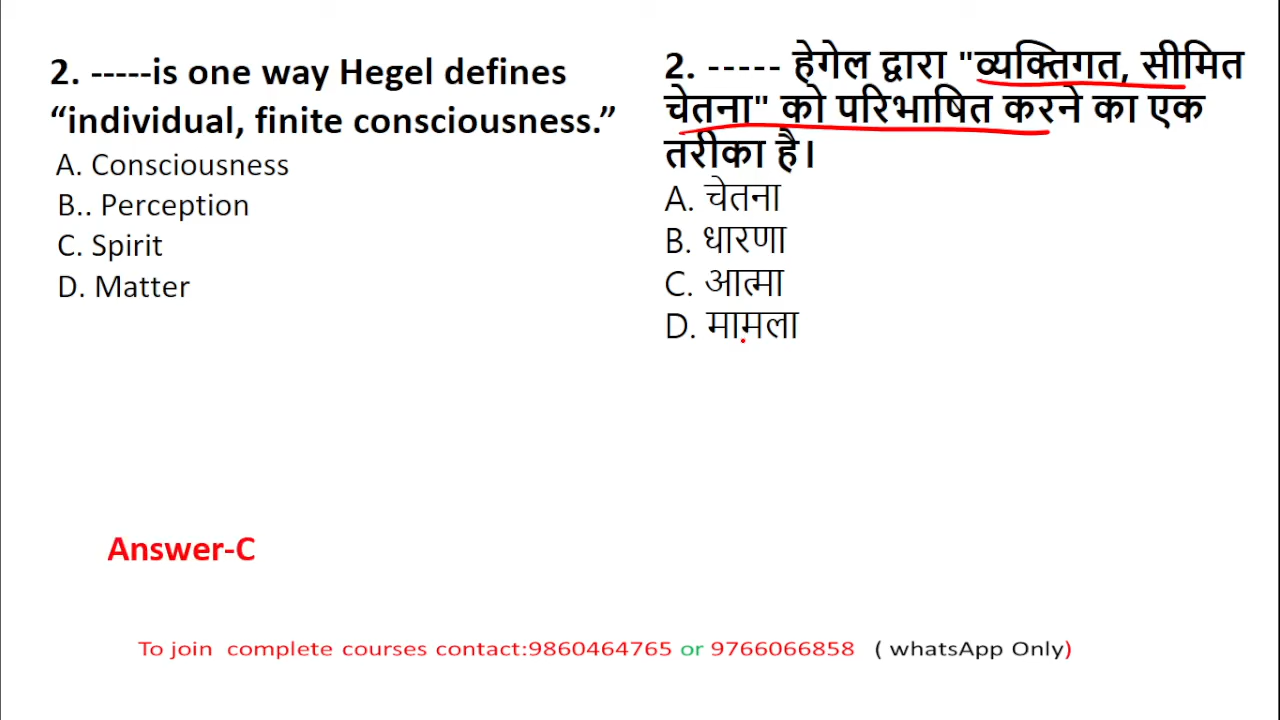 2. -----is one way Hegel defines
“individual, finite consciousness.”
A. Consciousness
B.. Perception
C. Spirit
D. Matter
2. ----- हेगेल द्वारा "व्यक्तिगत, सीमित
चेतना" को परिभाषित करने का एक
तरीका है।
A. चेतना
B. धारणा
C. आत्मा
D. मामला
Answer-C
To join complete courses contact:9860464765 or 9766066858 ( whatsApp Only)